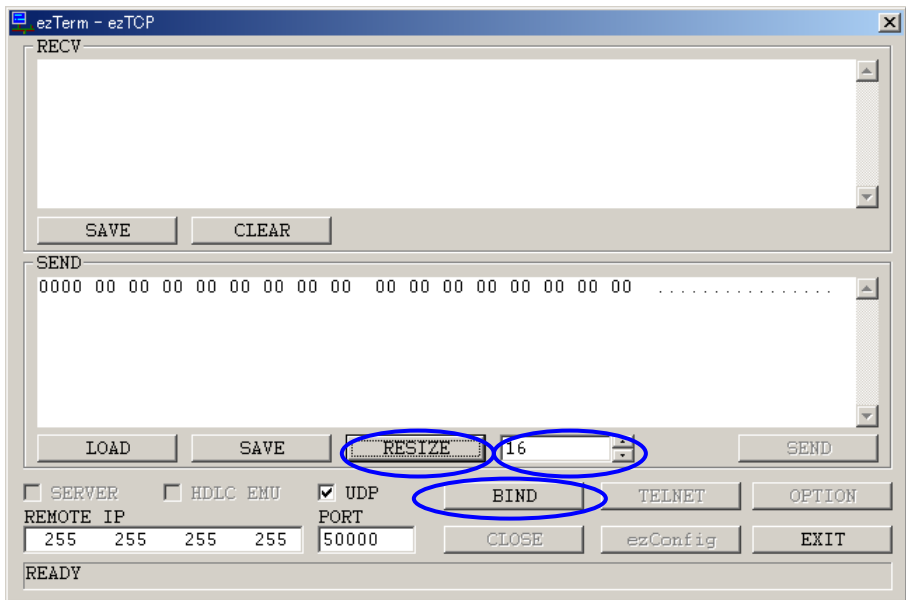 ezTerm - ezTCP
RECV
SAVE CLEAR
SEND
0000 00 00 00 00 00 00 00 00 00 00 00 00 00 00 00 00 ................
LOAD SAVE RESIZE 16 SEND
SERVER HDLC EMU UDP BIND TELNET OPTION
REMOTE IP PORT
255 255 255 255 50000 CLOSE ezConfig EXIT
READY